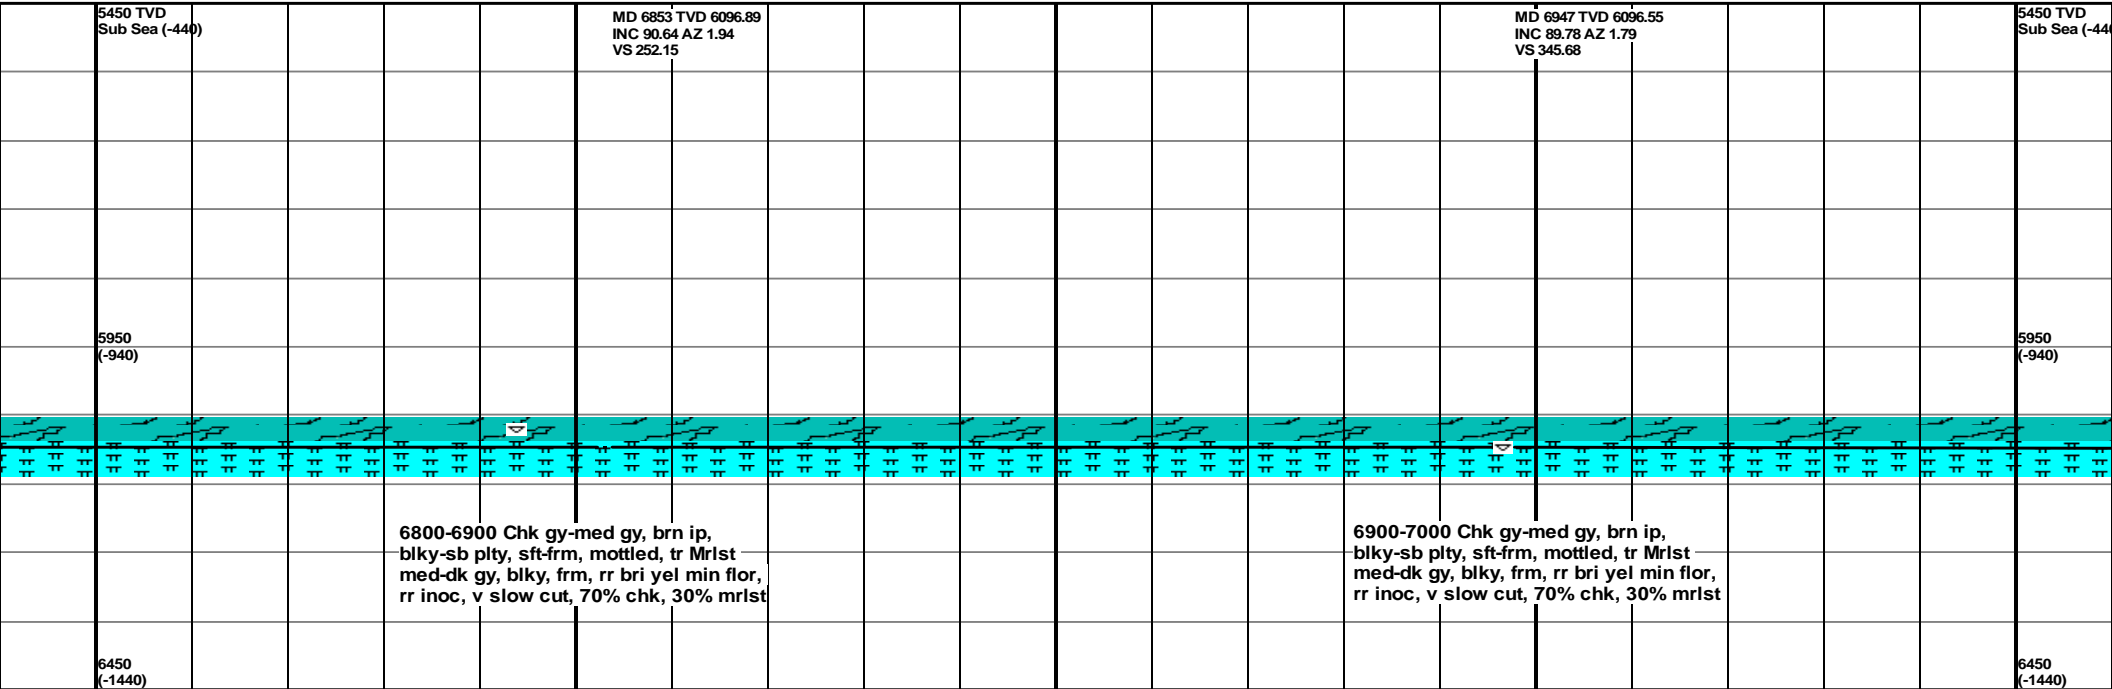 5450 TVD
Sub Sea (-440)
MD 6853 TVD 6096.89
INC 90.64 AZ 1.94
VS 252.15
MD 6947 TVD 6096.55
INC 89.78 AZ 1.79
VS 345.68
5450 TVD
Sub Sea (-440
5950
(-940)
5950
(-940)
6800-6900 Chk gy-med gy, brn ip,
blky-sb plty, sft-frm, mottled, tr Mrlst
med-dk gy, blky, frm, rr bri yel min flor,
rr inoc, v slow cut, 70% chk, 30% mrlst
6900-7000 Chk gy-med gy, brn ip,
blky-sb plty, sft-frm, mottled, tr Mrlst
med-dk gy, blky, frm, rr bri yel min flor,
rr inoc, v slow cut, 70% chk, 30% mrlst
6450
(-1440)
6450
(-1440)